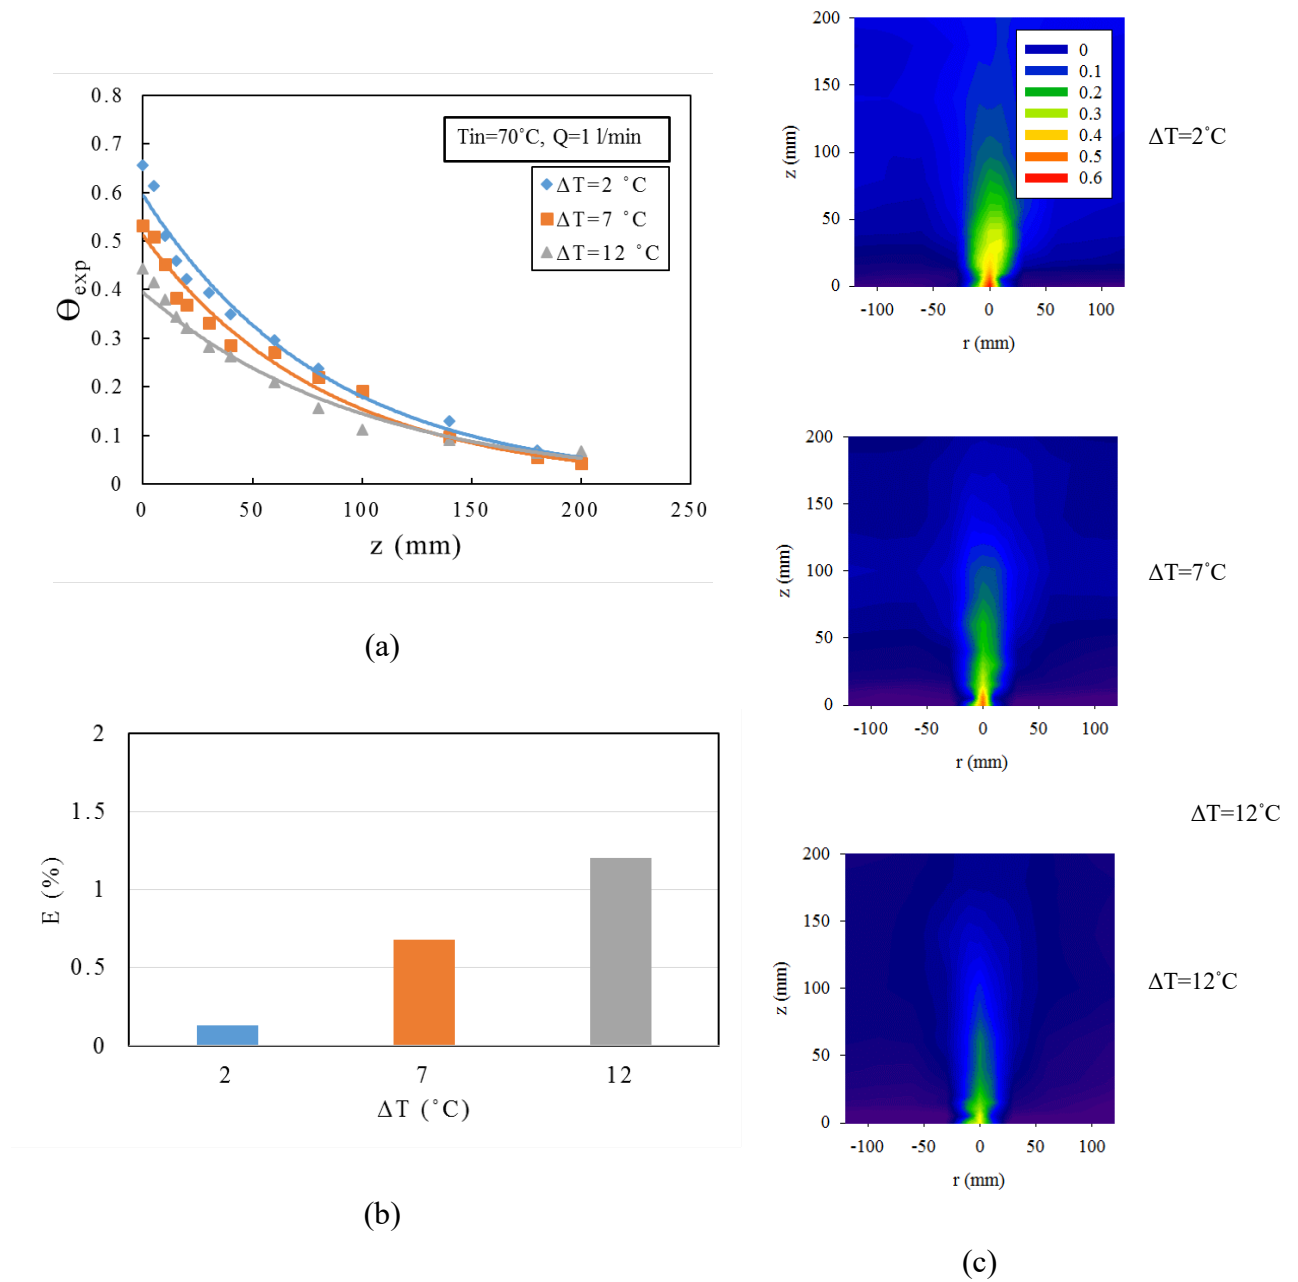 0.8
0.7
0.6
0.5
0.4
0.3
0.2
0.1
0
Θexp
Tin=70˚C, Q=1 l/min
ΔT=2 ˚C
ΔT=7 ˚C
ΔT=12 ˚C
0 50 100 150 200 250
z (mm)
(a)
2
1.5
1
0.5
0
E (%)
2 7 12
ΔT (˚C)
(b)
200
150
100
50
0
z (mm)
0
0.1
0.2
0.3
0.4
0.5
0.6
-100 -50 0 50 100
r (mm)
ΔT=2˚C
200
150
100
50
0
z (mm)
-100 -50 0 50 100
r (mm)
ΔT=7˚C
ΔT=12˚C
200
150
100
50
0
z (mm)
-100 -50 0 50 100
r (mm)
ΔT=12˚C
(c)